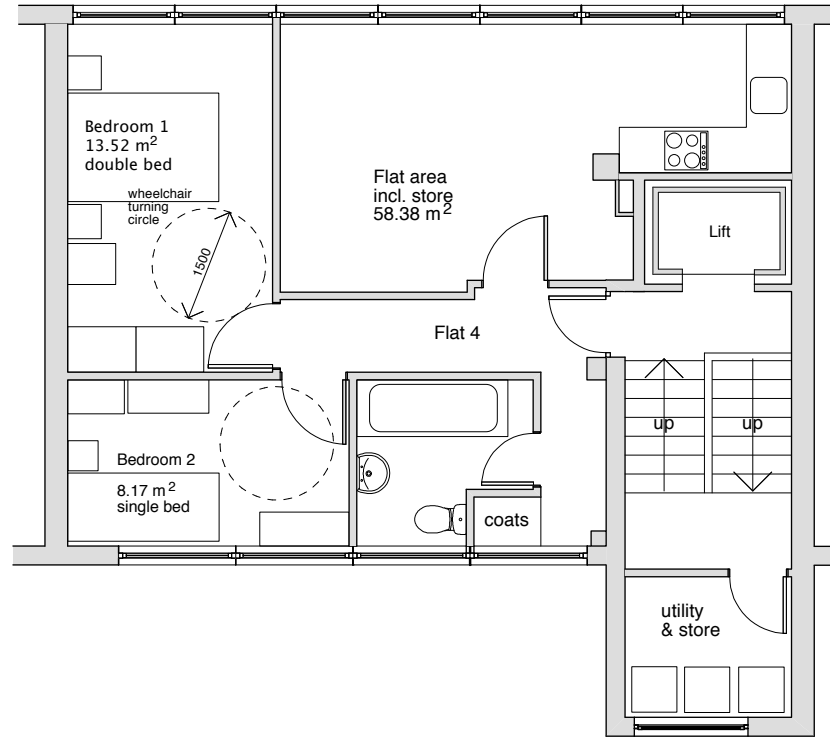 Bedroom 1
13.52 m²
double bed
wheelchair
turning
circle
1500
Flat area
incl. store
58.38 m²
Lift
Flat 4
up
up
Bedroom 2
8.17 m²
single bed
coats
utility
& store